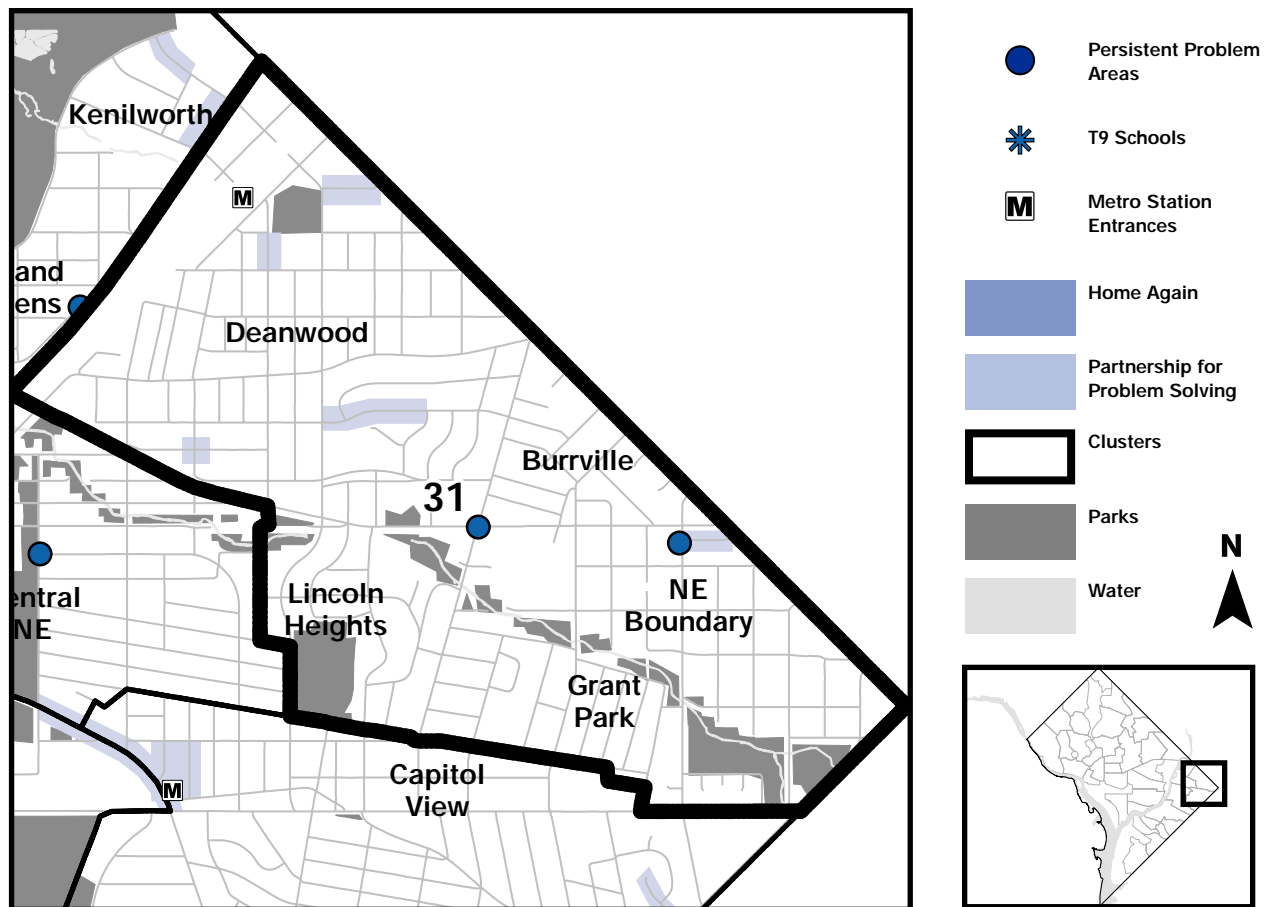 Kenilworth
M
and
ens
Deanwood
Burrville
31
entral
NE
Lincoln
Heights
NE
Boundary
Grant
Park
Capitol
View
M
Persistent Problem
Areas
T9 Schools
M
Metro Station
Entrances
Home Again
Partnership for
Problem Solving
Clusters
Parks
N
Water